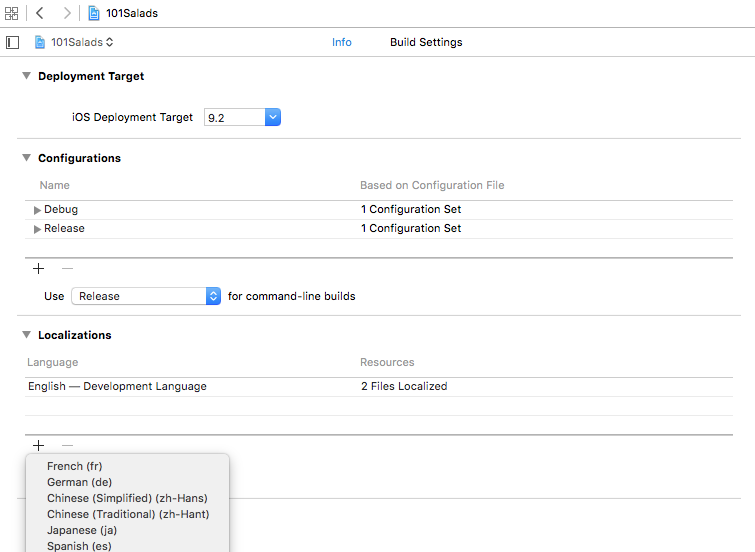 101Salads
101Salads Info Build Settings
Deployment Target
iOS Deployment Target 9.2
Configurations
Name Based on Configuration File
Debug 1 Configuration Set
Release 1 Configuration Set
Use Release for command-line builds
Localizations
Language Resources
English — Development Language 2 Files Localized
French (fr)
German (de)
Chinese (Simplified) (zh-Hans)
Chinese (Traditional) (zh-Hant)
Japanese (ja)
Spanish (es)